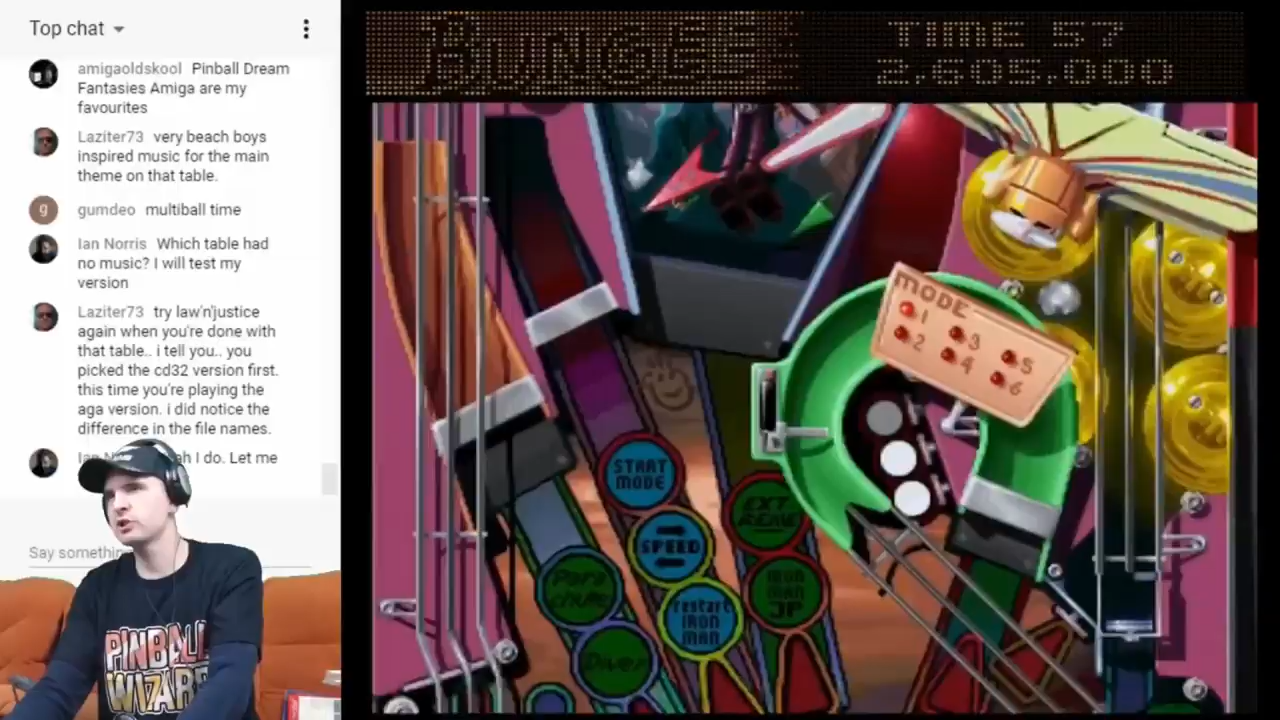 Top chat
amigaoldskool Pinball Dream
Fantasies Amiga are my
favourites
Laziter73 very beach boys
inspired music for the main
theme on that table.
g gumdeo multiball time
Ian Norris Which table had
no music? I will test my
version
Laziter73 try law'n'justice
again when you're done with
that table.. i tell you.. you
picked the cd32 version first.
this time you're playing the
aga version. i did notice the
difference in the file names.
I do. Let me
Say something
PINBALL
WIZARD
TIME 57
2,605,000
MODE
1
2
3
4
5
6
START
MODE
SPEED
restart
IRON
MAN
EXT
REME
IRON
MAN
JP
Para
chute
Diver